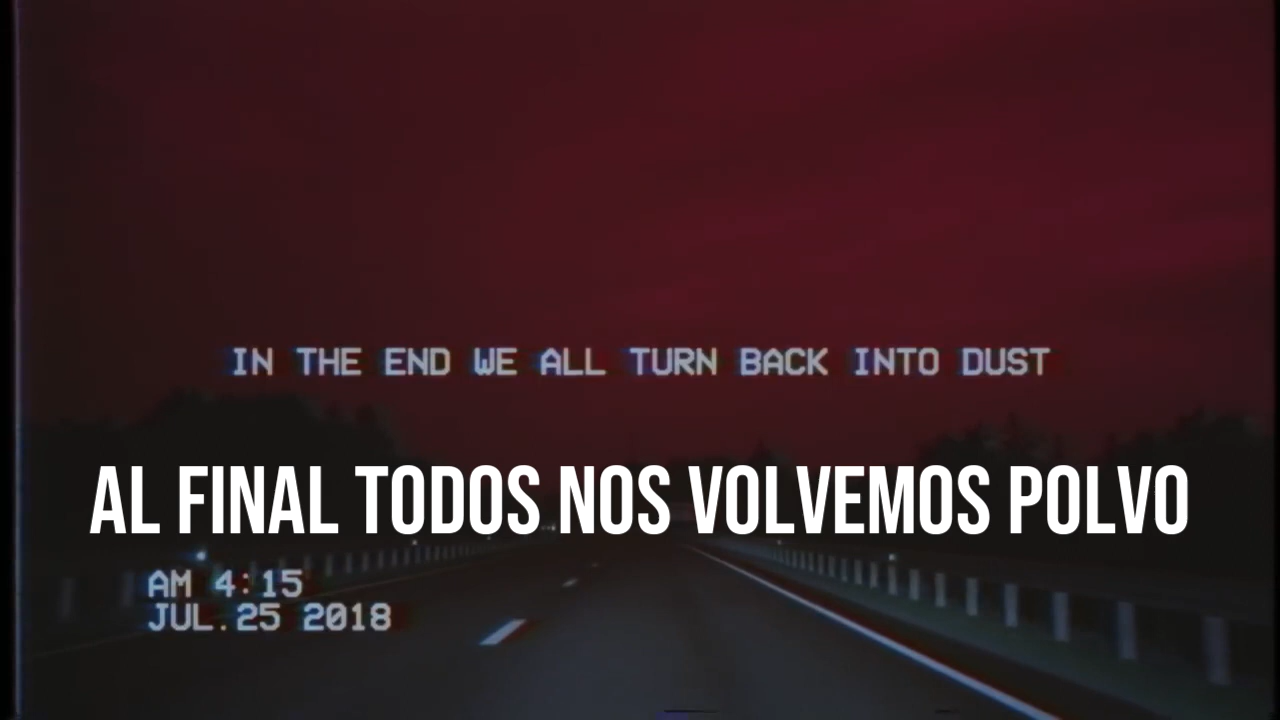 IN THE END WE ALL TURN BACK INTO DUST
AL FINAL TODOS NOS VOLVEMOS POLVO
AM 4:15
JUL.25 2018